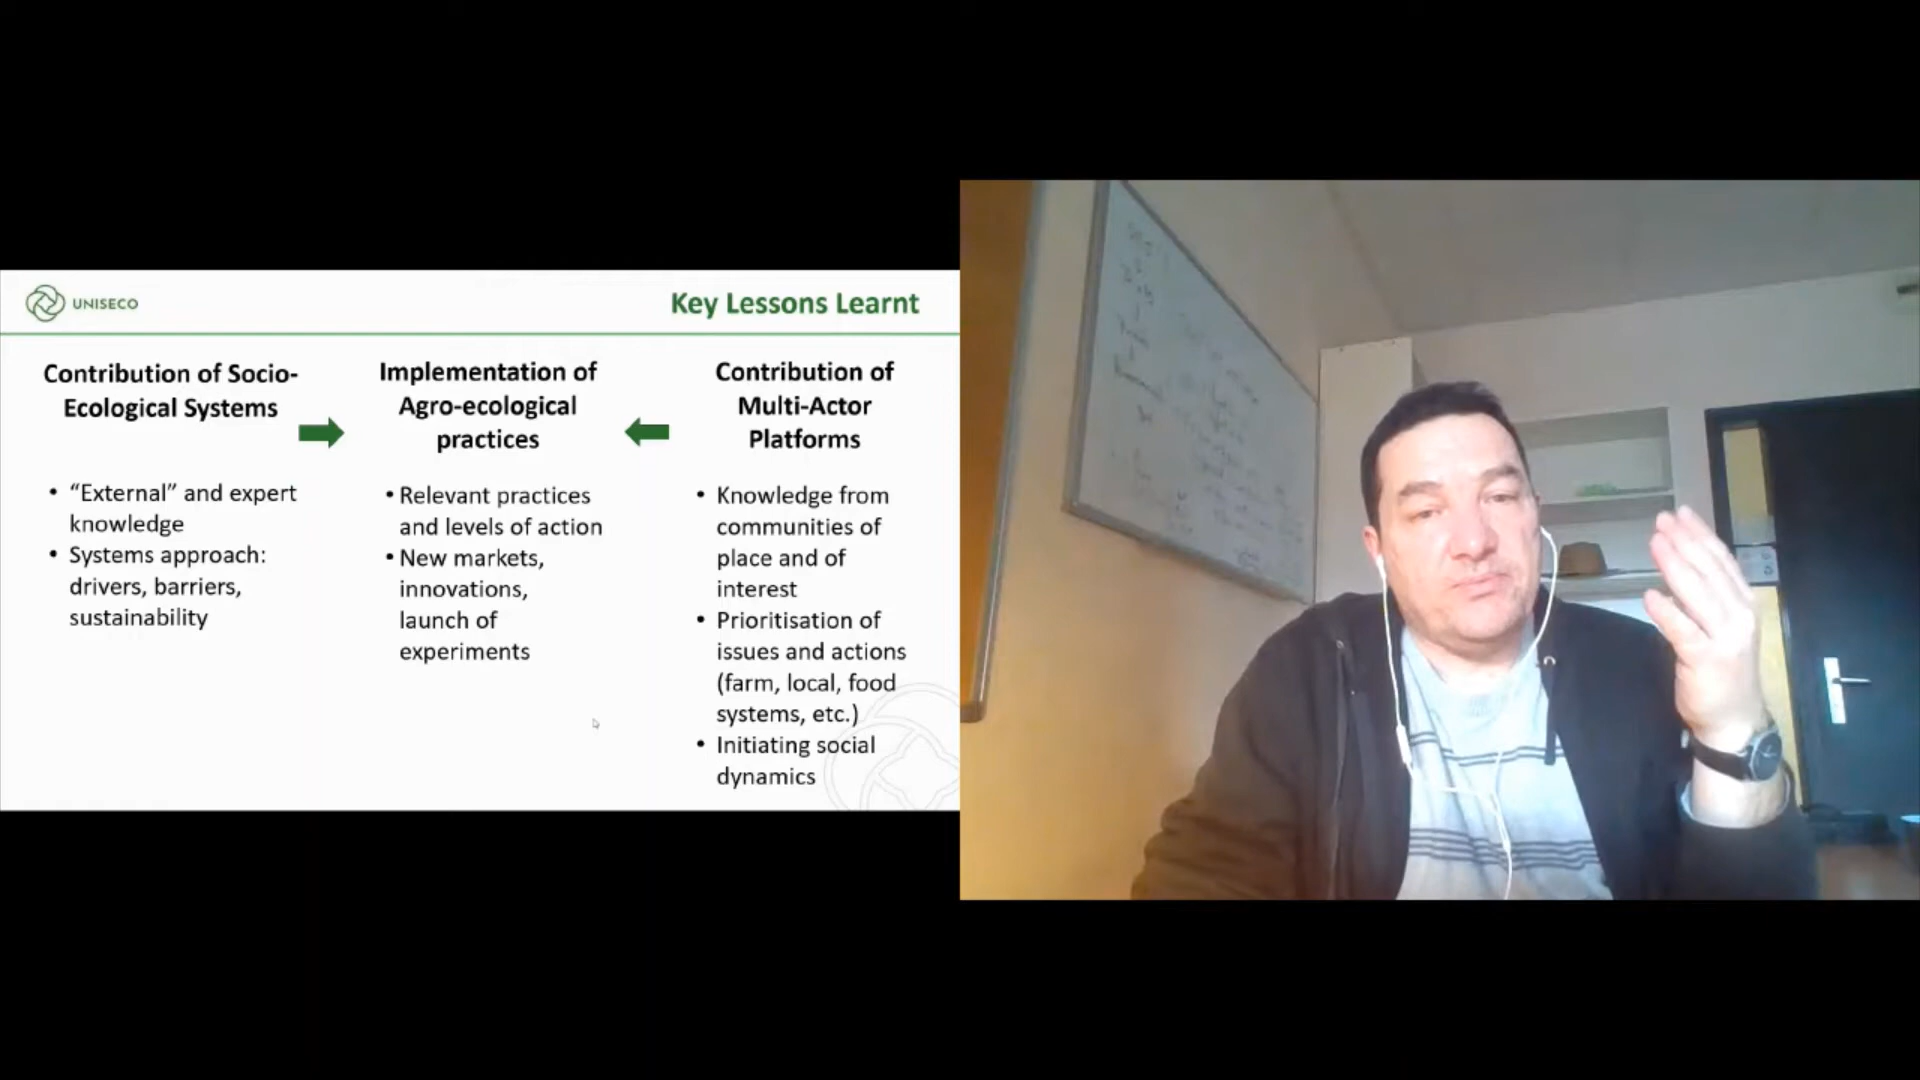 UNISECO
Key Lessons Learnt
Contribution of Socio-
Ecological Systems
• “External” and expert
knowledge
• Systems approach:
drivers, barriers,
sustainability
Implementation of
Agro-ecological
practices
• Relevant practices
and levels of action
• New markets,
innovations,
launch of
experiments
Contribution of
Multi-Actor
Platforms
• Knowledge from
communities of
place and of
interest
• Prioritisation of
issues and actions
(farm, local, food
systems, etc.)
• Initiating social
dynamics